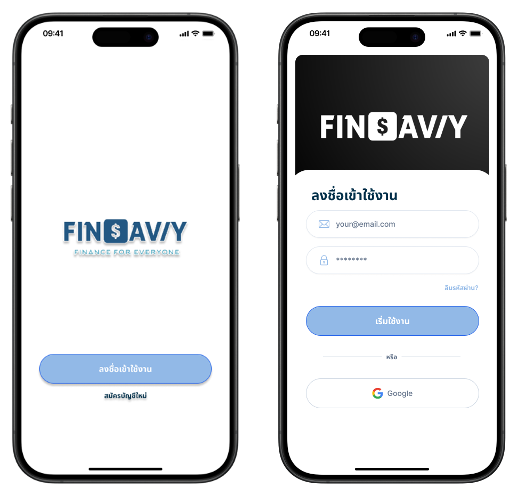 09:41
FIN$AVVY
FINANCE FOR EVERYONE
ลงชื่อเข้าใช้งาน
สมัครบัญชีใหม่
09:41
FIN$AVVY
ลงชื่อเข้าใช้งาน
your@email.com
********
ลืมรหัสผ่าน?
เริ่มใช้งาน
หรือ
Google